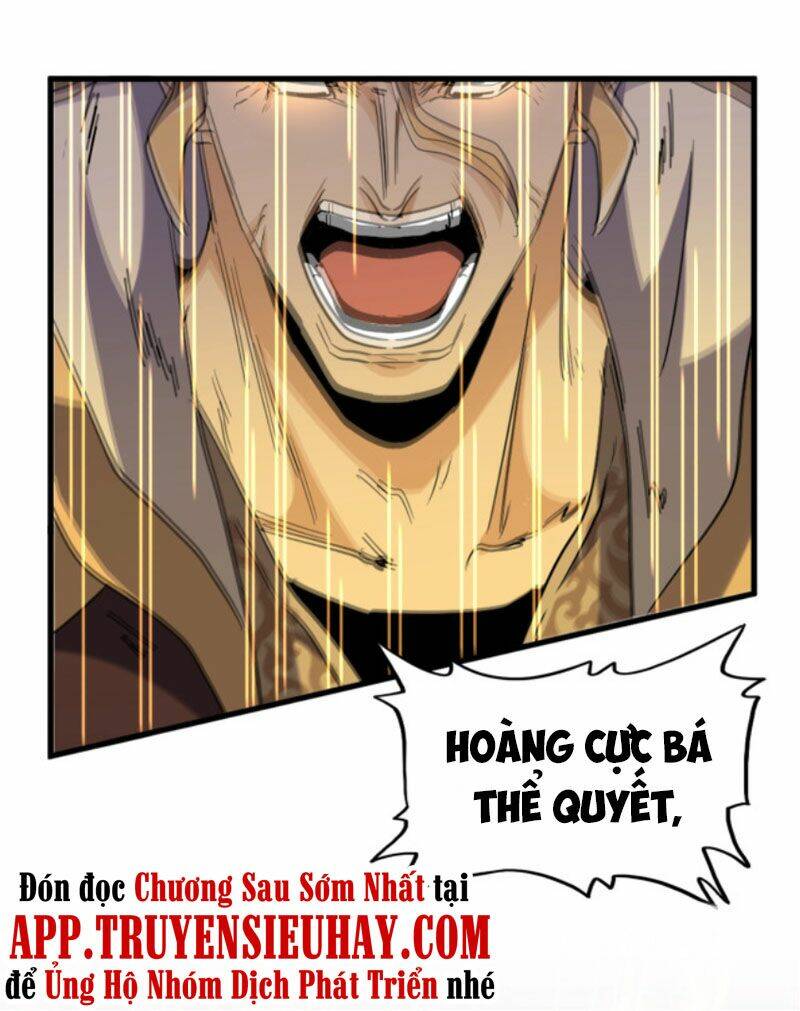 HOÀNG CỰC BÁ
THỂ QUYẾT,
Đón đọc Chương Sau Sớm Nhất tại
APP.TRUYENSIEUHAY.COM
để Ủng Hộ Nhóm Dịch Phát Triển nhé